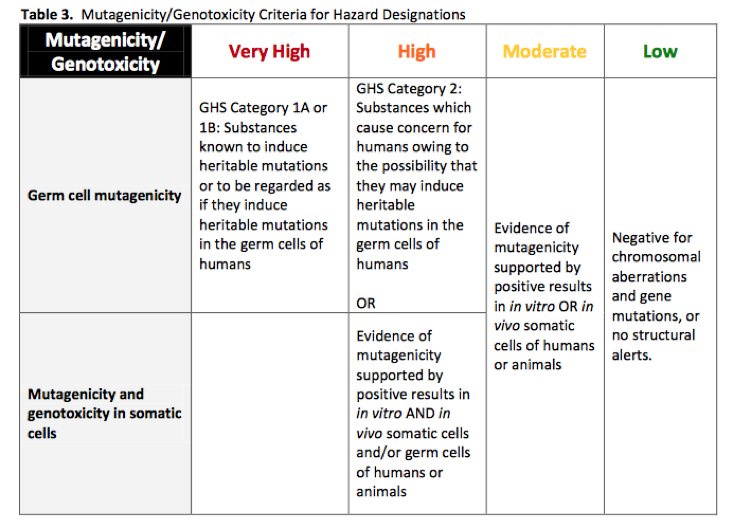 Table 3.  Mutagenicity/Genotoxicity Criteria for Hazard Designations
Mutagenicity/
Genotoxicity
Very High
High
Moderate
Low
Germ cell mutagenicity
GHS Category 1A or
1B: Substances
known to induce
heritable mutations
or to be regarded as
if they induce
heritable mutations
in the germ cells of
humans
GHS Category 2:
Substances which
cause concern for
humans owing to
the possibility that
they may induce
heritable
mutations in the
germ cells of
humans
OR
Evidence of
mutagenicity
supported by
positive results
in in vitro OR in
vivo somatic
cells of humans
or animals
Negative for
chromosomal
aberrations
and gene
mutations, or
no structural
alerts.
Mutagenicity and
genotoxicity in somatic
cells
Evidence of
mutagenicity
supported by
positive results in
in vitro AND in
vivo somatic cells
and/or germ cells
of humans or
animals